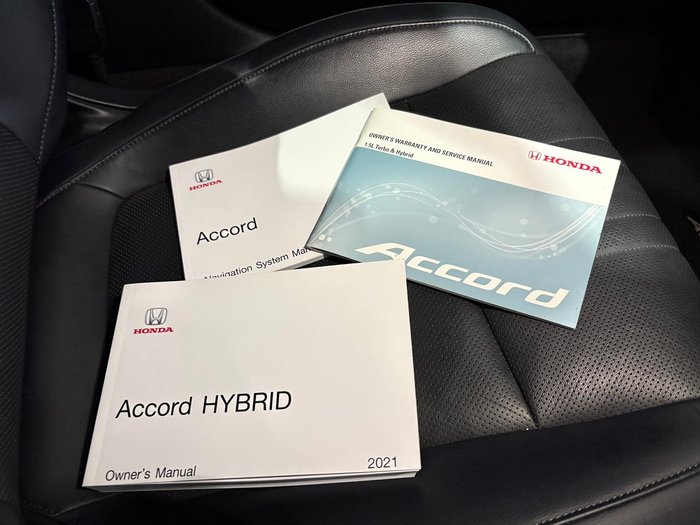 HONDA
Accord
Navigation System
OWNER'S WARRANTY AND SERVICE MANUAL
1.5L Turbo & Hybrid
HONDA
Accord
HONDA
Accord HYBRID
Owner's Manual
2021